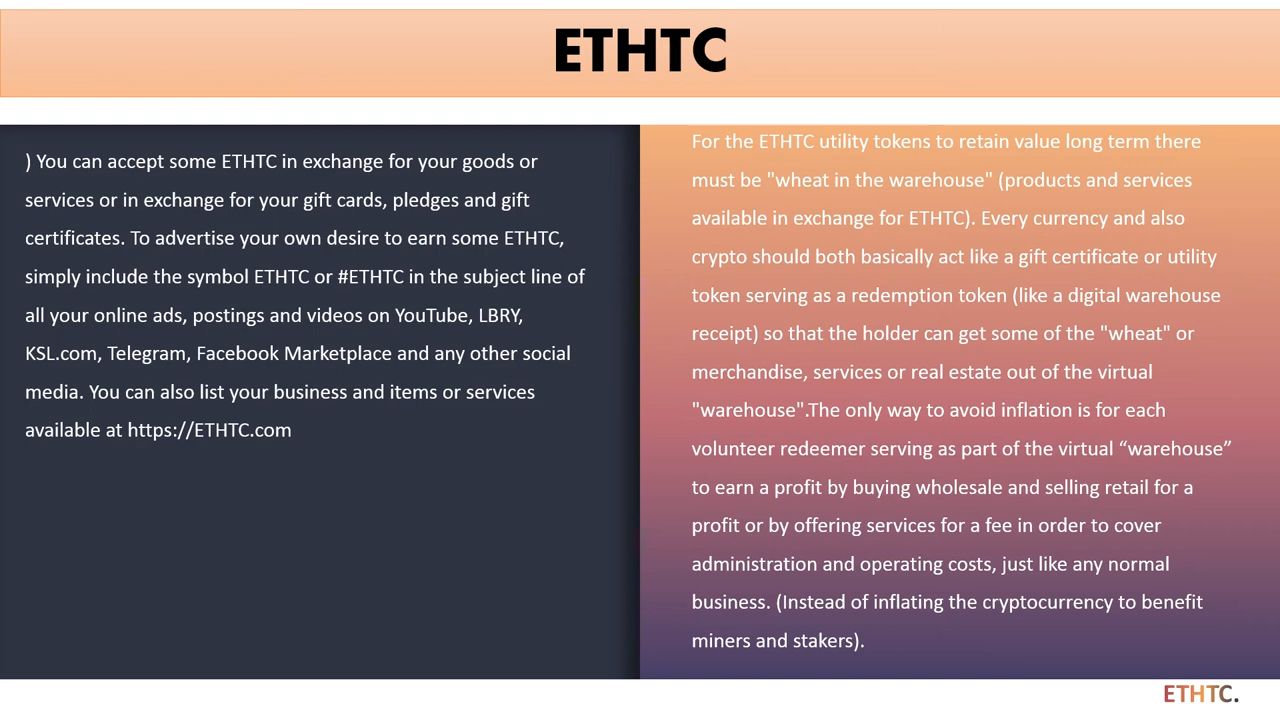 ETHTC
) You can accept some ETHTC in exchange for your goods or
services or in exchange for your gift cards, pledges and gift
certificates. To advertise your own desire to earn some ETHTC,
simply include the symbol ETHTC or #ETHTC in the subject line of
all your online ads, postings and videos on YouTube, LBRY,
KSL.com, Telegram, Facebook Marketplace and any other social
media. You can also list your business and items or services
available at https://ETHTC.com
For the ETHTC utility tokens to retain value long term there
must be "wheat in the warehouse" (products and services
available in exchange for ETHTC). Every currency and also
crypto should both basically act like a gift certificate or utility
token serving as a redemption token (like a digital warehouse
receipt) so that the holder can get some of the "wheat" or
merchandise, services or real estate out of the virtual
"warehouse".The only way to avoid inflation is for each
volunteer redeemer serving as part of the virtual “warehouse”
to earn a profit by buying wholesale and selling retail for a
profit or by offering services for a fee in order to cover
administration and operating costs, just like any normal
business. (Instead of inflating the cryptocurrency to benefit
miners and stakers).
ETHTC.